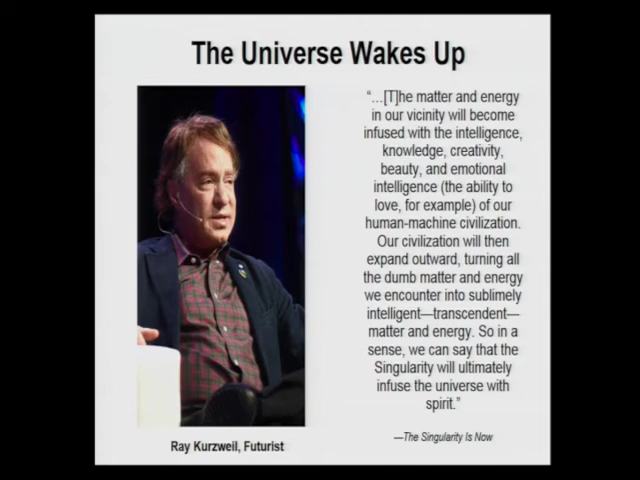 The Universe Wakes Up
“…[T]he matter and energy
in our vicinity will become
infused with the intelligence,
knowledge, creativity,
beauty, and emotional
intelligence (the ability to
love, for example) of our
human-machine civilization.
Our civilization will then
expand outward, turning all
the dumb matter and energy
we encounter into sublimely
intelligent—transcendent—
matter and energy. So in a
sense, we can say that the
Singularity will ultimately
infuse the universe with
spirit.”
—The Singularity Is Now
Ray Kurzweil, Futurist